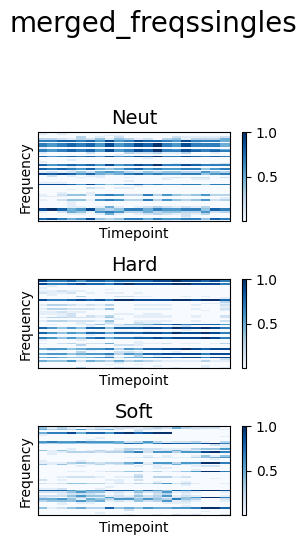 merged_freqssingles
Neut
1.0
0.5
Frequency
Timepoint
Hard
1.0
0.5
Frequency
Timepoint
Soft
1.0
0.5
Frequency
Timepoint